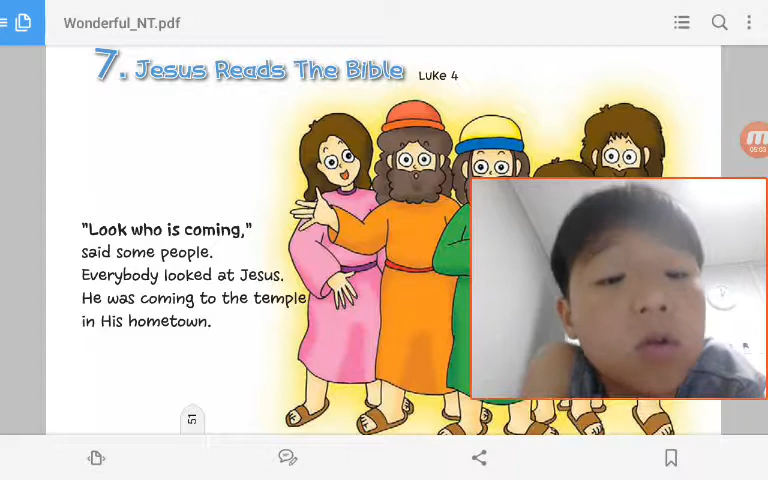 Wonderful_NT.pdf
7. Jesus Reads The Bible Luke 4
"Look who is coming,"
said some people.
Everybody looked at Jesus.
He was coming to the temple
in His hometown.
51